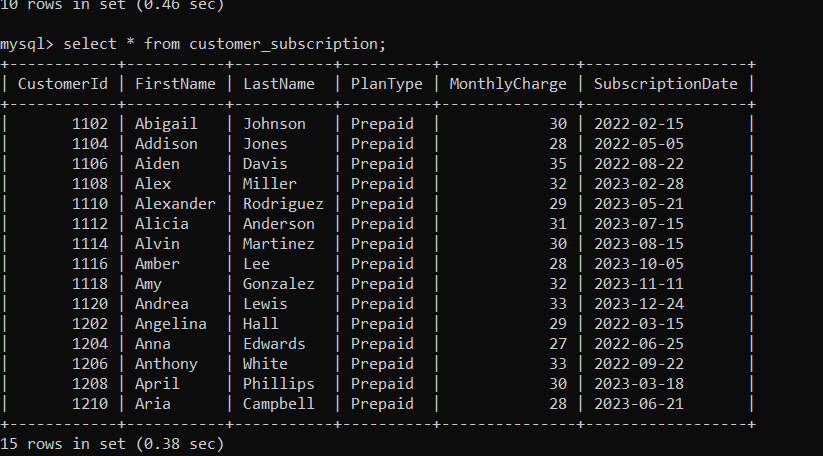 10 rows in set (0.46 sec)
mysql> select * from customer_subscription;
+------------+-----------+-----------+----------+---------------+------------------+
| CustomerId | FirstName | LastName  | PlanType | MonthlyCharge | SubscriptionDate |
+------------+-----------+-----------+----------+---------------+------------------+
|       1102 | Abigail   | Johnson   | Prepaid  |            30 | 2022-02-15       |
|       1104 | Addison   | Jones     | Prepaid  |            28 | 2022-05-05       |
|       1106 | Aiden     | Davis     | Prepaid  |            35 | 2022-08-22       |
|       1108 | Alex      | Miller    | Prepaid  |            32 | 2023-02-28       |
|       1110 | Alexander | Rodriguez | Prepaid  |            29 | 2023-05-21       |
|       1112 | Alicia    | Anderson  | Prepaid  |            31 | 2023-07-15       |
|       1114 | Alvin     | Martinez  | Prepaid  |            30 | 2023-08-15       |
|       1116 | Amber     | Lee       | Prepaid  |            28 | 2023-10-05       |
|       1118 | Amy       | Gonzalez  | Prepaid  |            32 | 2023-11-11       |
|       1120 | Andrea    | Lewis     | Prepaid  |            33 | 2023-12-24       |
|       1202 | Angelina  | Hall      | Prepaid  |            29 | 2022-03-15       |
|       1204 | Anna      | Edwards   | Prepaid  |            27 | 2022-06-25       |
|       1206 | Anthony   | White     | Prepaid  |            33 | 2022-09-22       |
|       1208 | April     | Phillips  | Prepaid  |            30 | 2023-03-18       |
|       1210 | Aria      | Campbell  | Prepaid  |            28 | 2023-06-21       |
+------------+-----------+-----------+----------+---------------+------------------+
15 rows in set (0.38 sec)